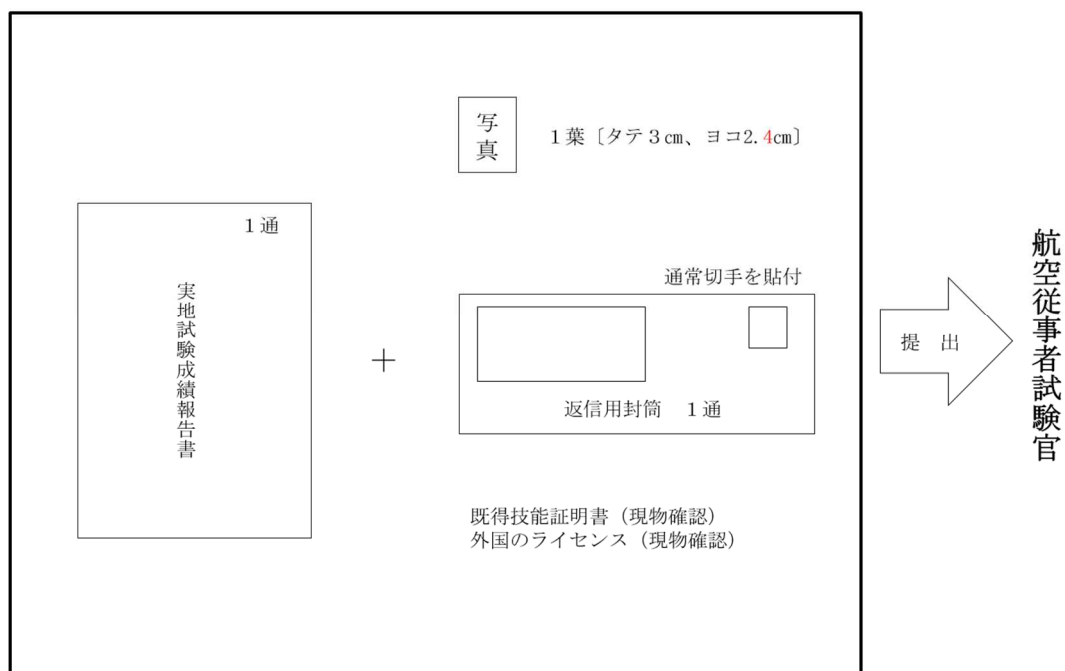 写真
１葉〔タテ３㎝、ヨコ2.4㎝〕
１通
実地試験成績報告書
＋
通常切手を貼付
返信用封筒　１通
既得技能証明書（現物確認）
外国のライセンス（現物確認）
提　出
航空従事者試験官